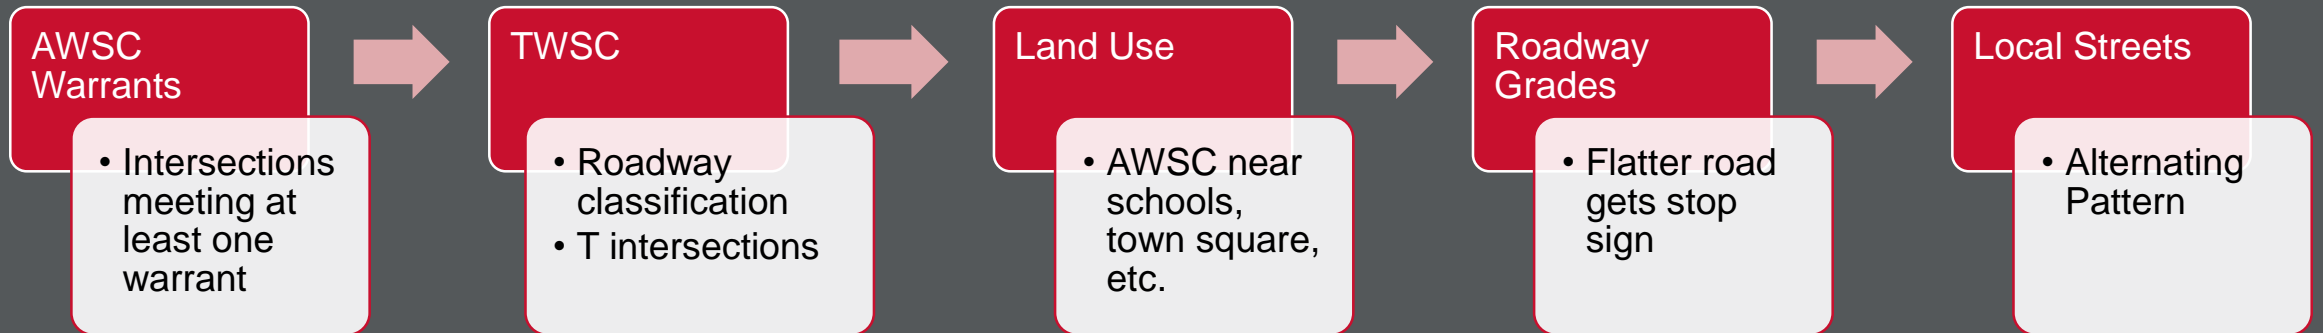 AWSC
Warrants
• Intersections
meeting at
least one
warrant
TWSC
• Roadway
classification
• T intersections
Land Use
• AWSC near
schools,
town square,
etc.
Roadway
Grades
• Flatter road
gets stop
sign
Local Streets
• Alternating
Pattern